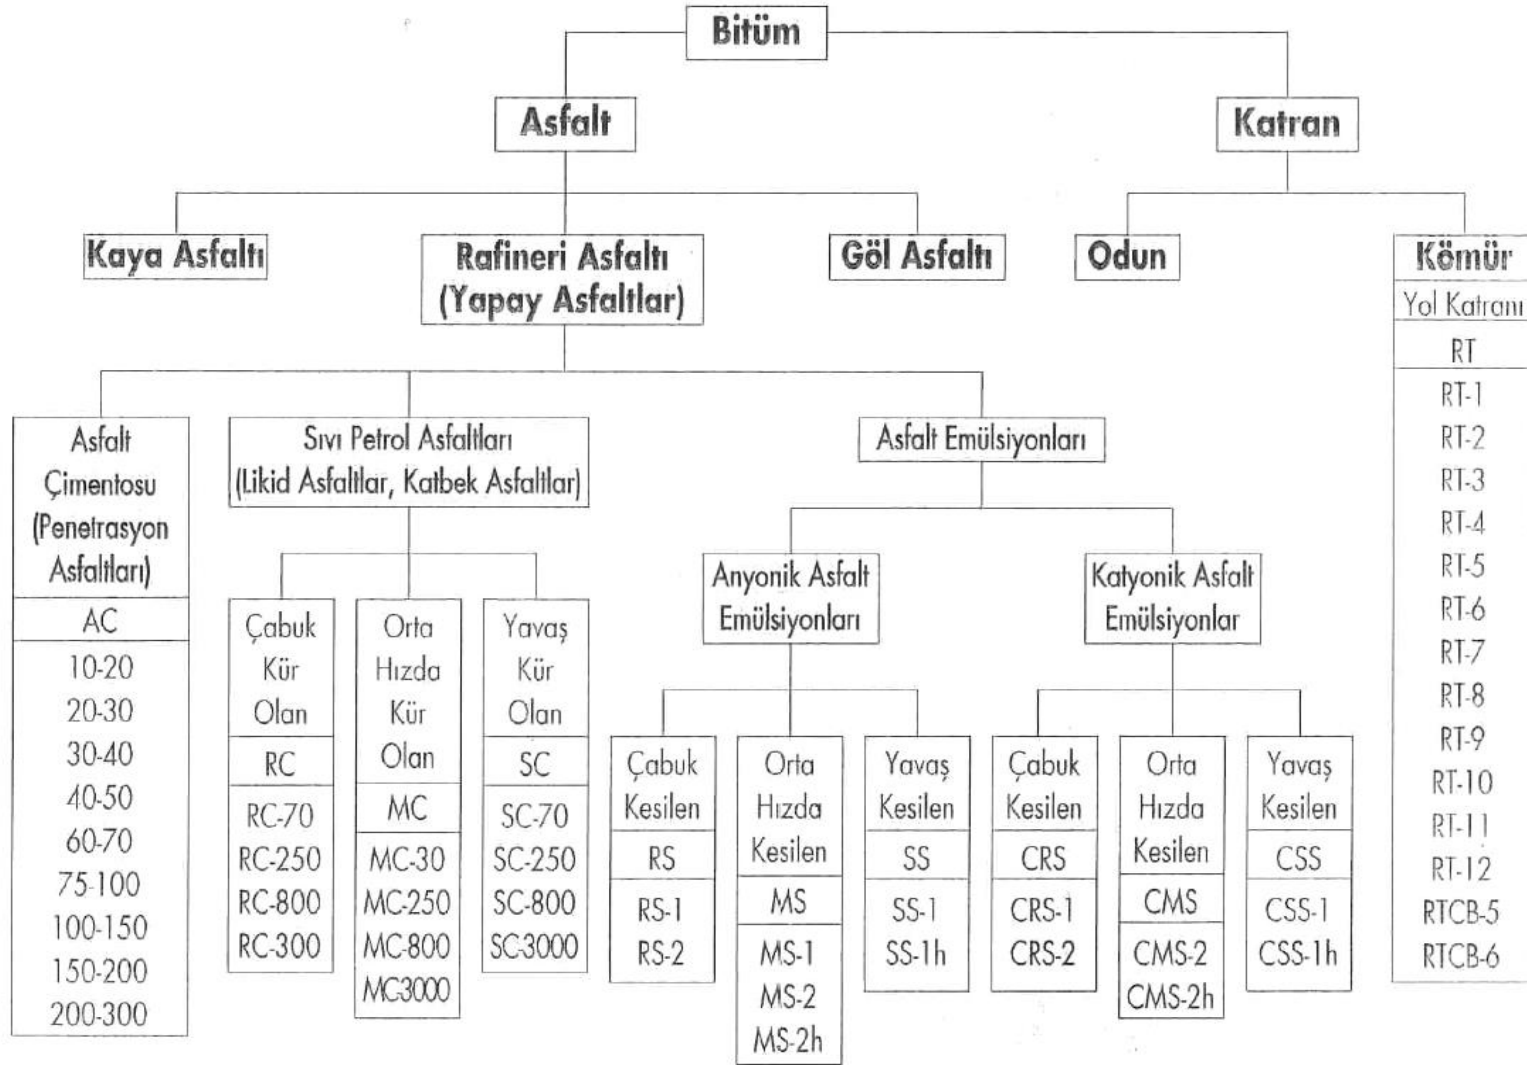 Bitüm
Asfalt
Katran
Kaya Asfaltı
Rafineri Asfaltı
(Yapay Asfaltlar)
Göl Asfaltı
Odun
Kömür
Yol Katranı
RT
RT-1
RT-2
RT-3
RT-4
RT-5
RT-6
RT-7
RT-8
RT-9
RT-10
RT-11
RT-12
RTCB-5
RTCB-6
Asfalt
Çimentosu
(Penetrasyon
Asfaltları)
AC
10-20
20-30
30-40
40-50
60-70
75-100
100-150
150-200
200-300
Sıvı Petrol Asfaltları
(Likid Asfaltlar, Katbek Asfaltlar)
Çabuk
Kür
Olan
RC
RC-70
RC-250
RC-800
RC-300
Orta
Hızda
Kür
Olan
MC
MC-30
MC-250
MC-800
MC-3000
Yavaş
Kür
Olan
SC
SC-70
SC-250
SC-800
SC-3000
Asfalt Emülsiyonları
Anyonik Asfalt
Emülsiyonları
Çabuk
Kesilen
RS
RS-1
RS-2
Orta
Hızda
Kesilen
MS
MS-1
MS-2
MS-2h
Yavaş
Kesilen
SS
SS-1
SS-1h
Katyonik Asfalt
Emülsiyonlar
Çabuk
Kesilen
CRS
CRS-1
CRS-2
Orta
Hızda
Kesilen
CMS
CMS-2
CMS-2h
Yavaş
Kesilen
CSS
CSS-1
CSS-1h